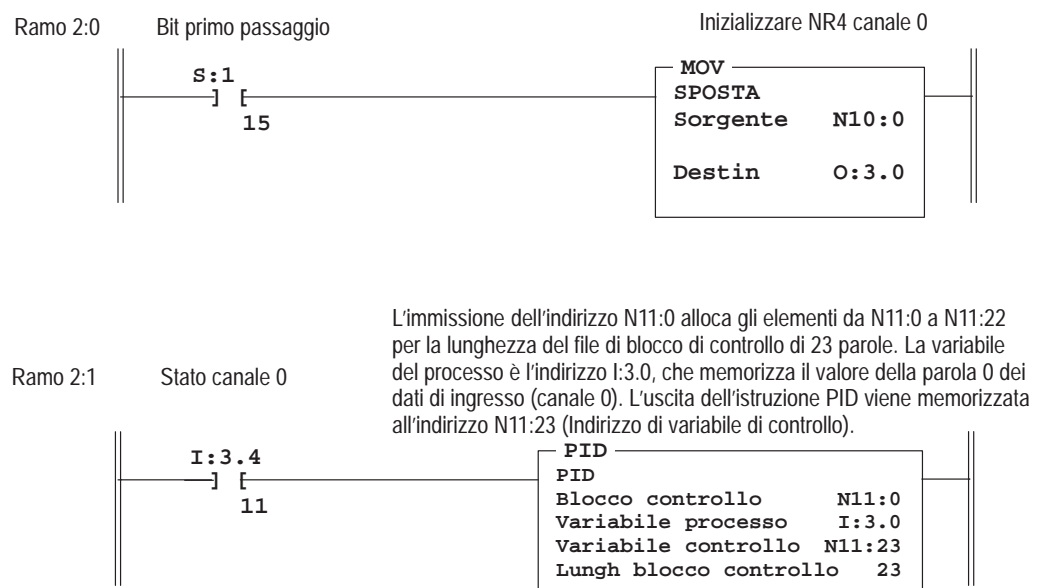 Ramo 2:0 Bit primo passaggio Inizializzare NR4 canale 0
S:1
] [
15
MOV
SPOSTA
Sorgente N10:0
Destin O:3.0
L'immissione dell'indirizzo N11:0 alloca gli elementi da N11:0 a N11:22
per la lunghezza del file di blocco di controllo di 23 parole. La variabile
del processo è l'indirizzo I:3.0, che memorizza il valore della parola 0 dei
dati di ingresso (canale 0). L'uscita dell'istruzione PID viene memorizzata
all'indirizzo N11:23 (Indirizzo di variabile di controllo).
Ramo 2:1 Stato canale 0
I:3.4
] [
11
PID
PID
Blocco controllo N11:0
Variabile processo I:3.0
Variabile controllo N11:23
Lungh blocco controllo 23